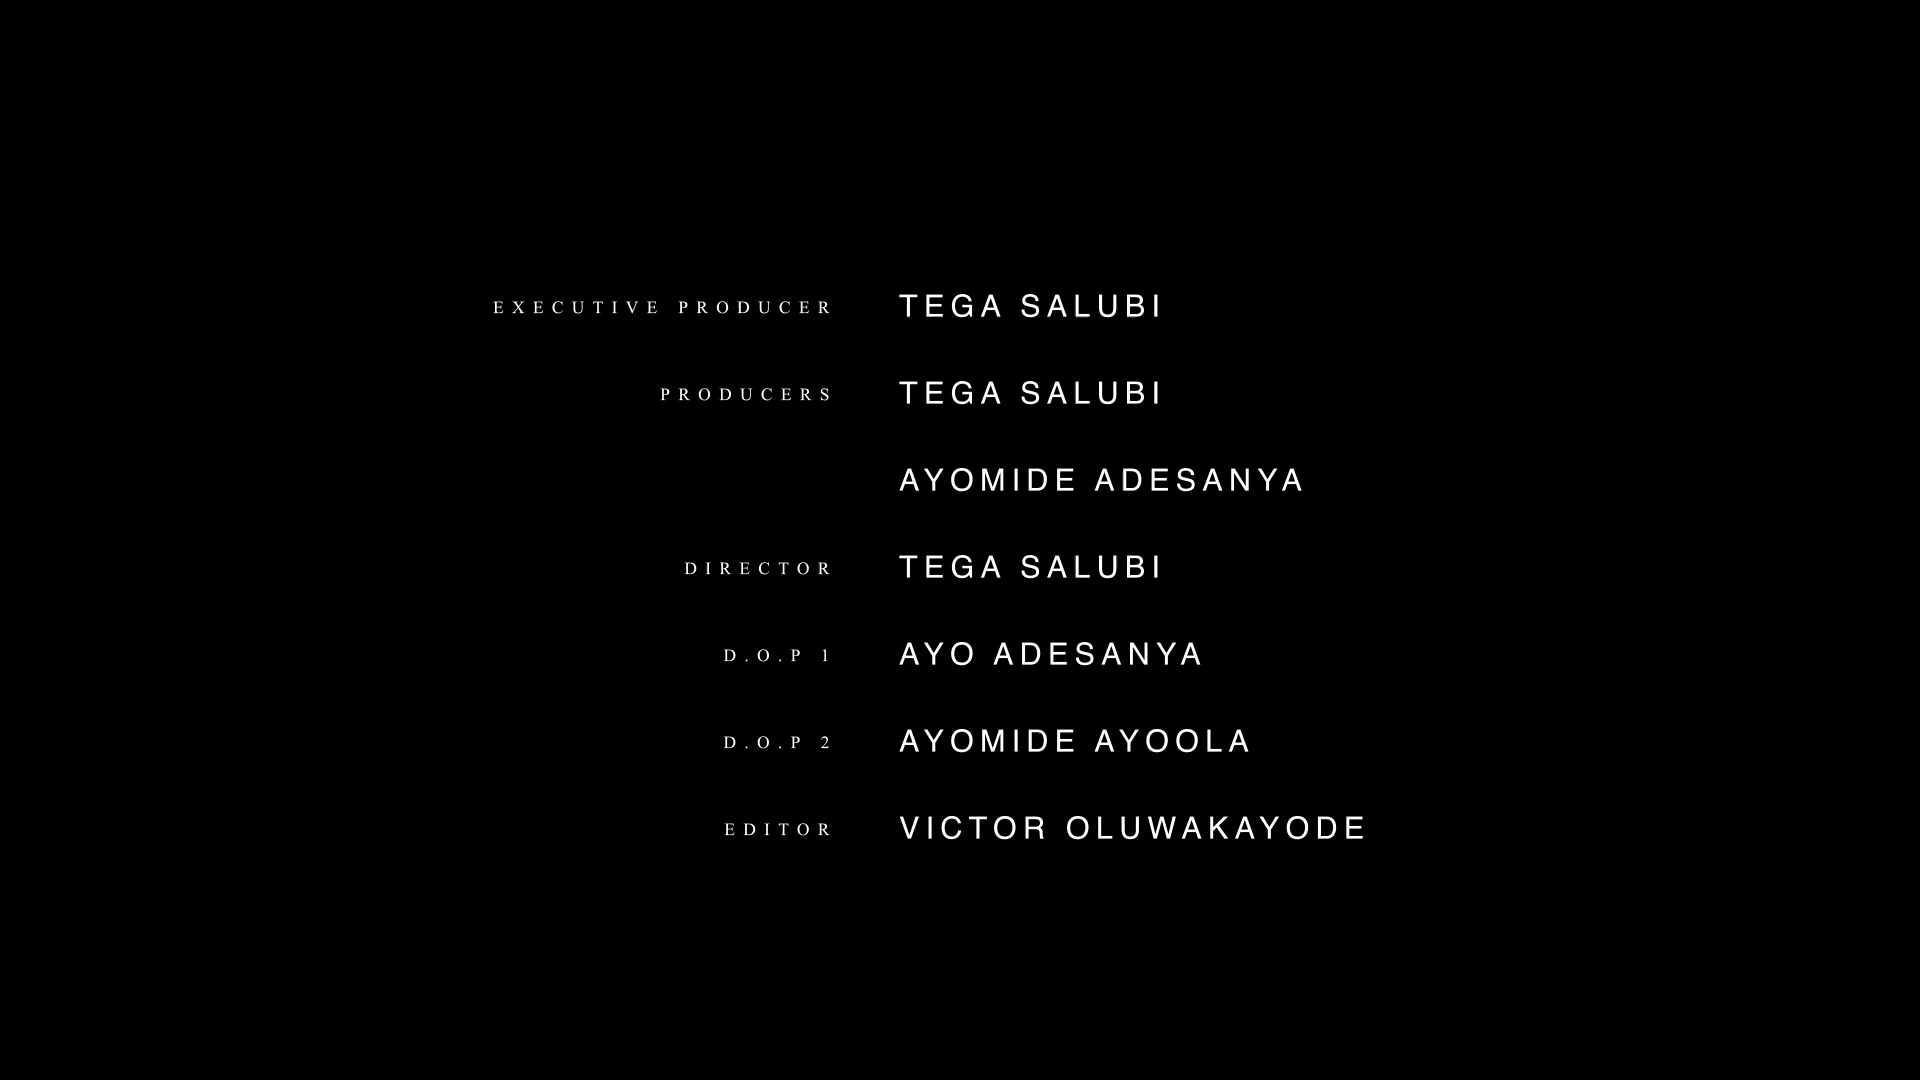 EXECUTIVE PRODUCER TEGA SALUBI
PRODUCERS TEGA SALUBI
AYOMIDE ADESANYA
DIRECTOR TEGA SALUBI
D.O.P 1 AYO ADESANYA
D.O.P 2 AYOMIDE AYOOLA
EDITOR VICTOR OLUWAKAYODE